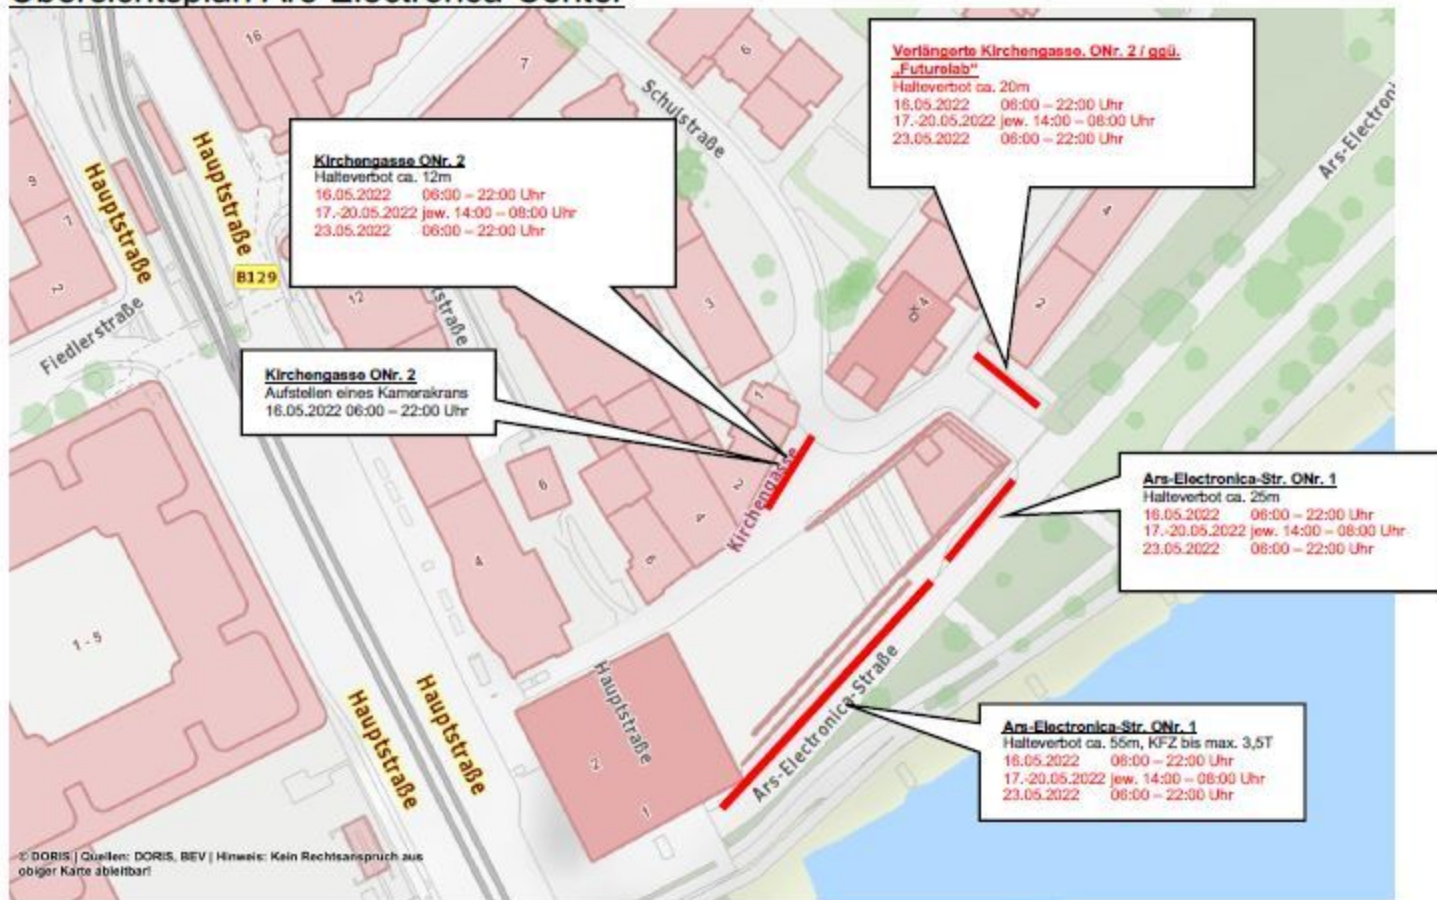 Übersichtsplan Ars Electronica Center
Verlängerte Kirchengasse. ONr. 2 / ggü.
„Futurelab"
Halteverbot ca. 20m
16.05.2022 06:00 – 22:00 Uhr
17.-20.05.2022 jew. 14:00 – 08:00 Uhr
23.05.2022 06:00 – 22:00 Uhr
Kirchengasse ONr. 2
Halteverbot ca. 12m
16.05.2022 06:00 – 22:00 Uhr
17.-20.05.2022 jew. 14:00 – 08:00 Uhr
23.05.2022 06:00 – 22:00 Uhr
Kirchengasse ONr. 2
Aufstellen eines Kamerakrans
16.05.2022 06:00 – 22:00 Uhr
Ars-Electronica-Str. ONr. 1
Halteverbot ca. 25m
16.05.2022 06:00 – 22:00 Uhr
17.-20.05.2022 jew. 14:00 – 08:00 Uhr
23.05.2022 06:00 – 22:00 Uhr
Ars-Electronica-Str. ONr. 1
Halteverbot ca. 55m, KFZ bis max. 3,5T
16.05.2022 06:00 – 22:00 Uhr
17.-20.05.2022 jew. 14:00 – 08:00 Uhr
23.05.2022 06:00 – 22:00 Uhr
16
7
6
Schulstraße
Ars-Electroni
Hauptstraße
Hauptstraße
9
7
2
B129
12
tstraße
3
4
4
2
Fiedlerstraße
1
2
Kirchengasse
6
4
6
4
1 - 5
Hauptstraße
2
1
Hauptstraße
Hauptstraße
Ars-Electronica-Straße
© DORIS | Quellen: DORIS, BEV | Hinweis: Kein Rechtsanspruch aus
obiger Karte ableitbar!